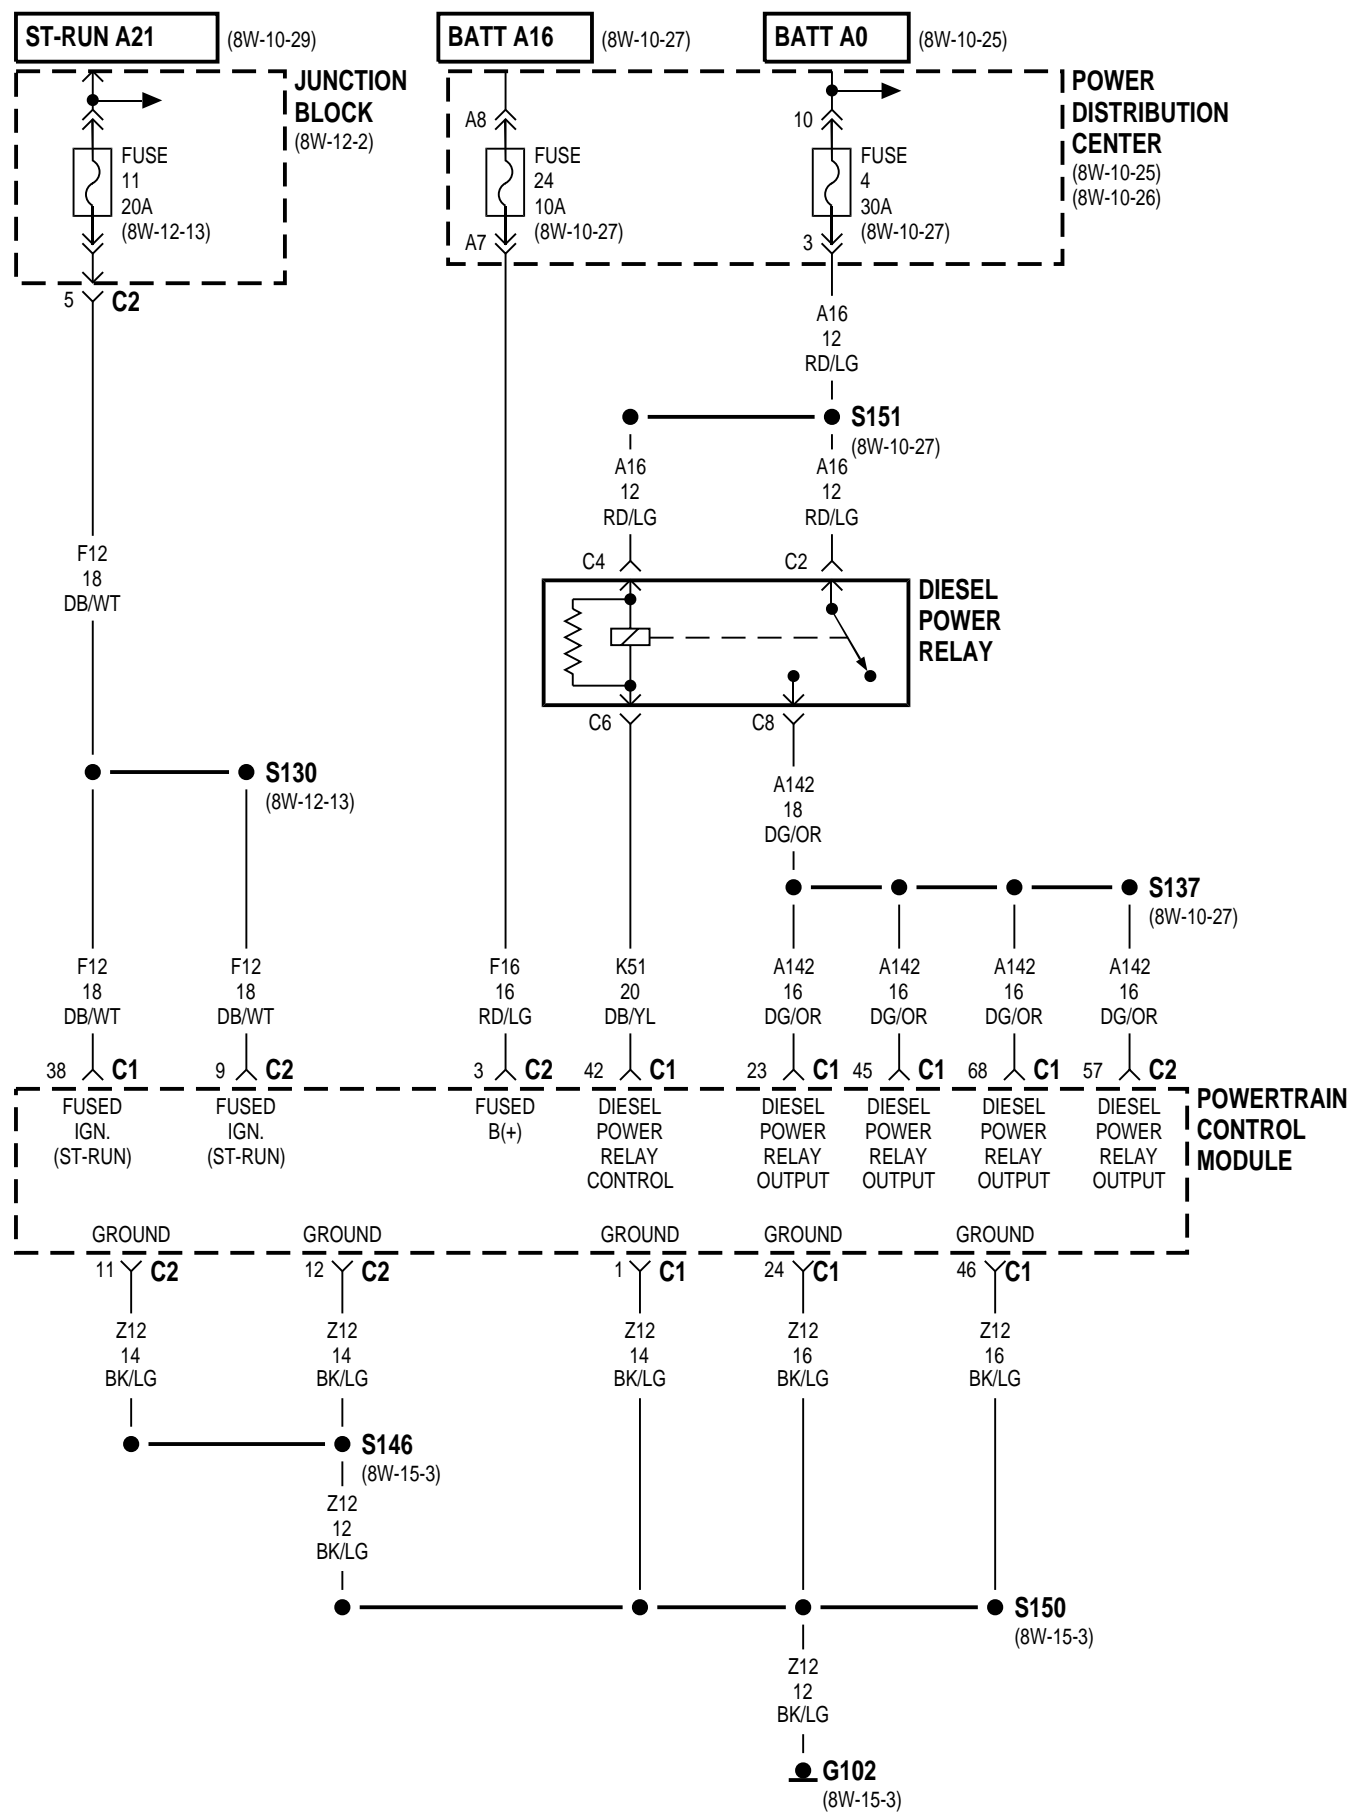 ST-RUN A21 (8W-10-29)
BATT A16 (8W-10-27)
BATT A0 (8W-10-25)
JUNCTION
BLOCK
(8W-12-2)
POWER
DISTRIBUTION
CENTER
(8W-10-25)
(8W-10-26)
FUSE
11
20A
(8W-12-13)
A8
FUSE
24
10A
(8W-10-27)
A7
10
FUSE
4
30A
(8W-10-27)
3
5 C2
A16
12
RD/LG
S151
(8W-10-27)
A16
12
RD/LG
A16
12
RD/LG
F12
18
DB/WT
C4
C2
DIESEL
POWER
RELAY
C6
C8
S130
(8W-12-13)
A142
18
DG/OR
S137
(8W-10-27)
F12
18
DB/WT
F12
18
DB/WT
F16
16
RD/LG
K51
20
DB/YL
A142
16
DG/OR
A142
16
DG/OR
A142
16
DG/OR
A142
16
DG/OR
38 C1
9 C2
3 C2
42 C1
23 C1
45 C1
68 C1
57 C2
POWERTRAIN
CONTROL
MODULE
FUSED
IGN.
(ST-RUN)
FUSED
IGN.
(ST-RUN)
FUSED
B(+)
DIESEL
POWER
RELAY
CONTROL
DIESEL
POWER
RELAY
OUTPUT
DIESEL
POWER
RELAY
OUTPUT
DIESEL
POWER
RELAY
OUTPUT
DIESEL
POWER
RELAY
OUTPUT
GROUND
GROUND
GROUND
GROUND
GROUND
11 C2
12 C2
1 C1
24 C1
46 C1
Z12
14
BK/LG
Z12
14
BK/LG
Z12
14
BK/LG
Z12
16
BK/LG
Z12
16
BK/LG
S146
(8W-15-3)
Z12
12
BK/LG
S150
(8W-15-3)
Z12
12
BK/LG
G102
(8W-15-3)